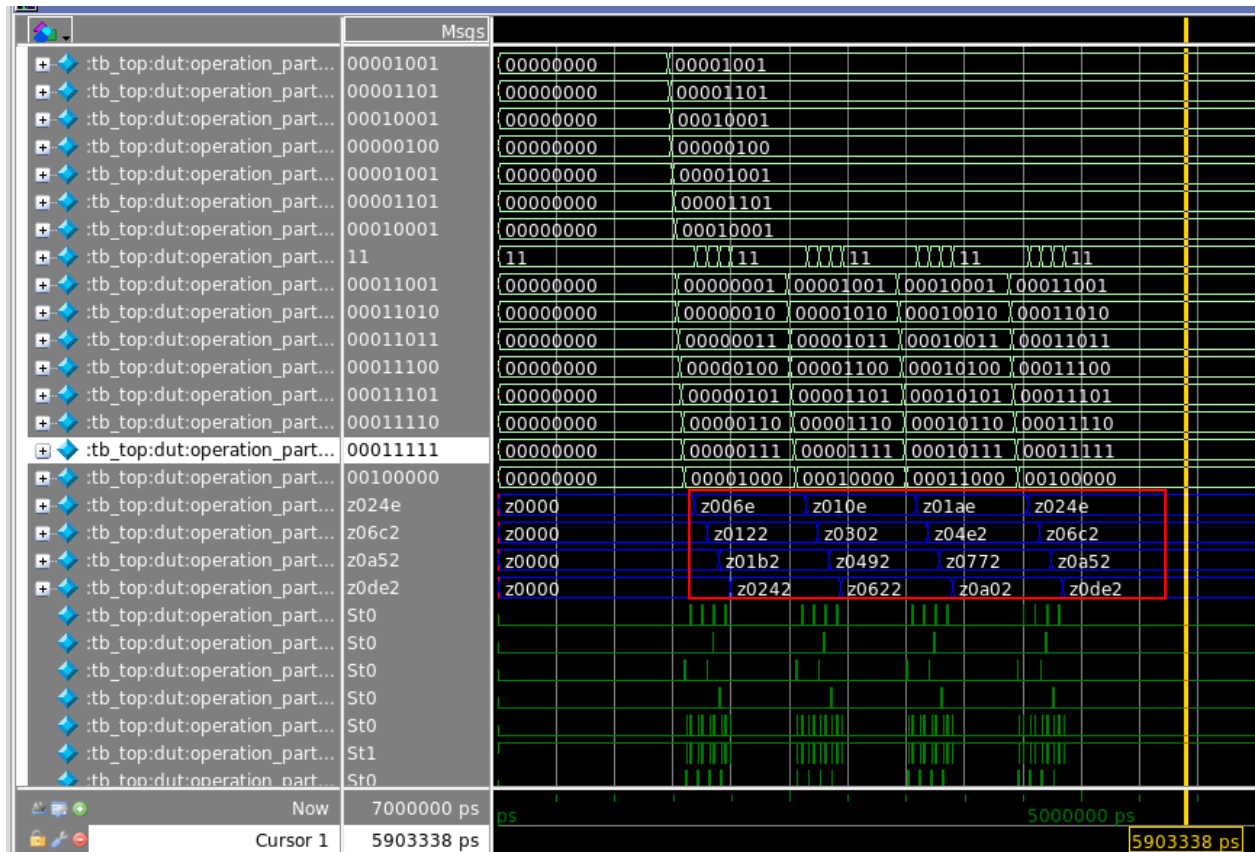 Msgs
:tb_top:dut:operation_part... 00001001 00000000 00001001
:tb_top:dut:operation_part... 00001101 00000000 00001101
:tb_top:dut:operation_part... 00010001 00000000 00010001
:tb_top:dut:operation_part... 00000100 00000000 00000100
:tb_top:dut:operation_part... 00001001 00000000 00001001
:tb_top:dut:operation_part... 00001101 00000000 00001101
:tb_top:dut:operation_part... 00010001 00000000 00010001
:tb_top:dut:operation_part... 11 11 11 11 11 11
:tb_top:dut:operation_part... 00011001 00000000 00000001 00001001 00010001 00011001
:tb_top:dut:operation_part... 00011010 00000000 00000010 00001010 00010010 00011010
:tb_top:dut:operation_part... 00011011 00000000 00000011 00001011 00010011 00011011
:tb_top:dut:operation_part... 00011100 00000000 00000100 00001100 00010100 00011100
:tb_top:dut:operation_part... 00011101 00000000 00000101 00001101 00010101 00011101
:tb_top:dut:operation_part... 00011110 00000000 00000110 00001110 00010110 00011110
:tb_top:dut:operation_part... 00011111 00000000 00000111 00001111 00010111 00011111
:tb_top:dut:operation_part... 00100000 00000000 00001000 00010000 00011000 00100000
:tb_top:dut:operation_part... z024e z0000 z006e z010e z01ae z024e
:tb_top:dut:operation_part... z06c2 z0000 z0122 z0302 z04e2 z06c2
:tb_top:dut:operation_part... z0a52 z0000 z01b2 z0492 z0772 z0a52
:tb_top:dut:operation_part... z0de2 z0000 z0242 z0622 z0a02 z0de2
:tb_top:dut:operation_part... St0
:tb_top:dut:operation_part... St0
:tb_top:dut:operation_part... St0
:tb_top:dut:operation_part... St0
:tb_top:dut:operation_part... St0
:tb_top:dut:operation_part... St1
:tb_top:dut:operation_part... St0
Now 7000000 ps ps 5000000 ps
Cursor 1 5903338 ps 5903338 ps